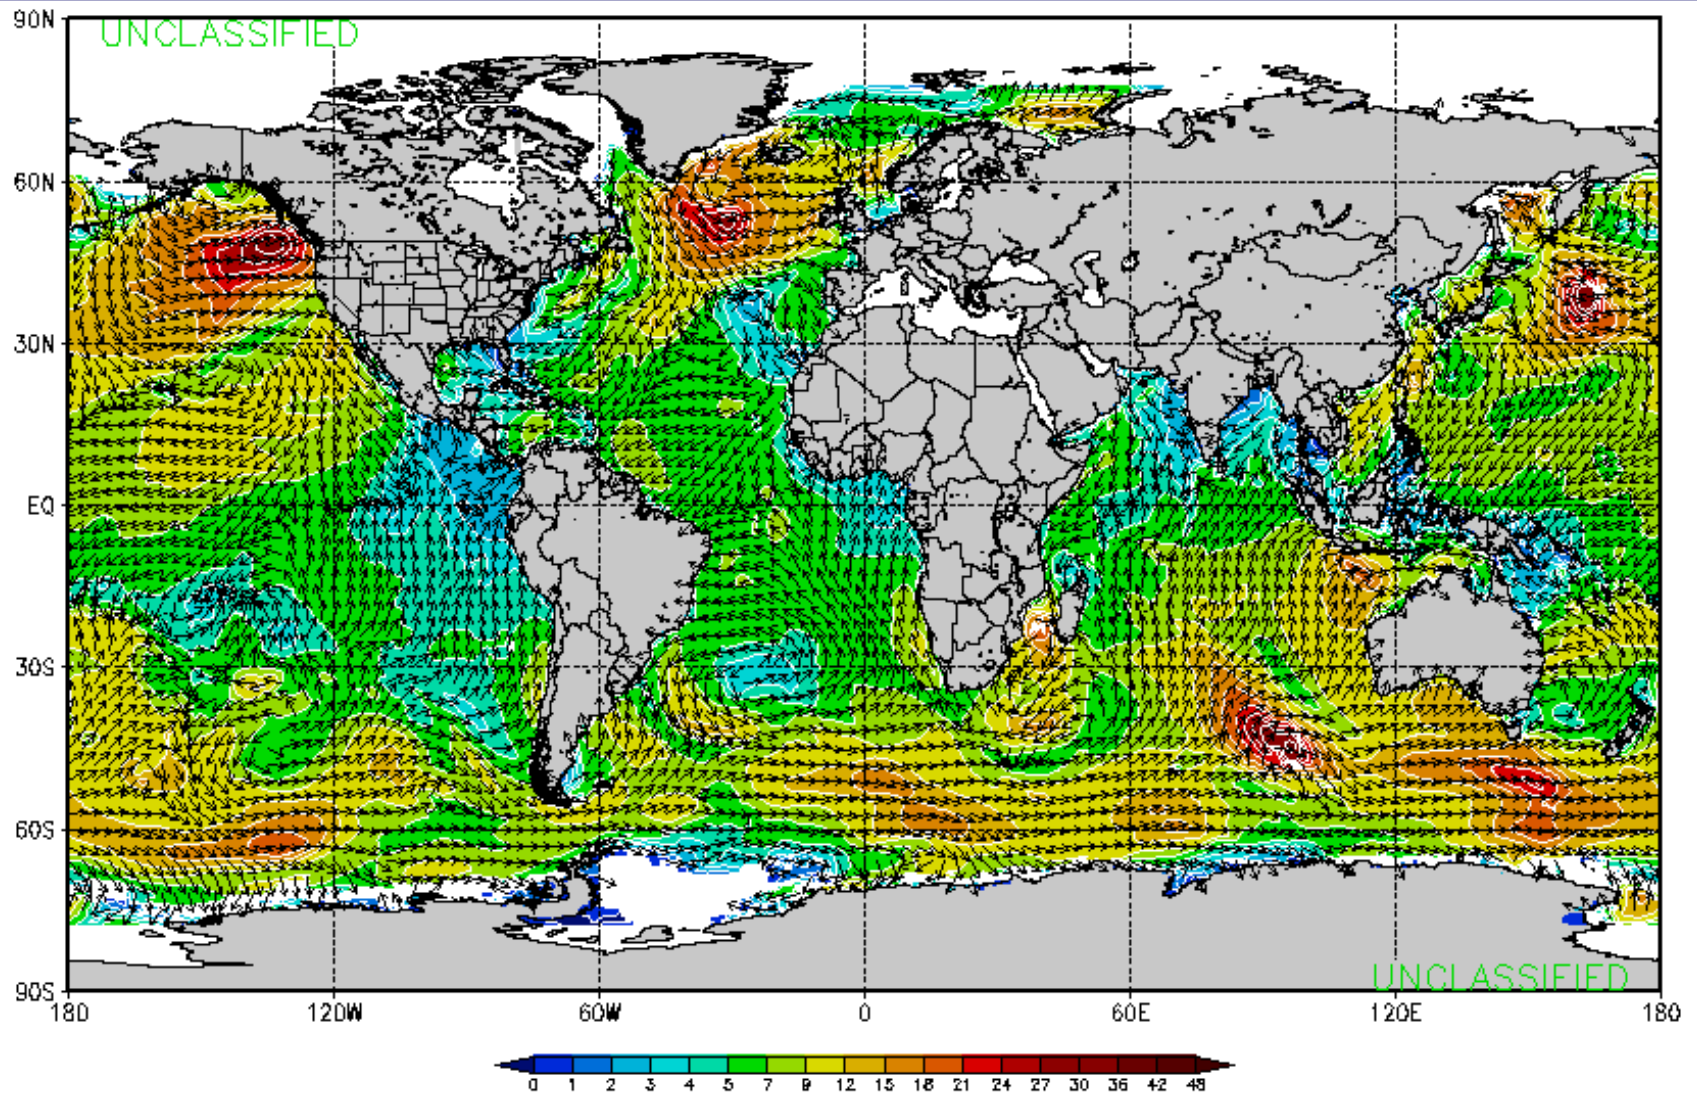 90N
UNCLASSIFIED
60N
30N
EQ
30S
60S
UNCLASSIFIED
90S
180 120W 60W 0 60E 120E 180
0 1 2 3 4 5 7 9 12 15 18 21 24 27 30 36 42 48